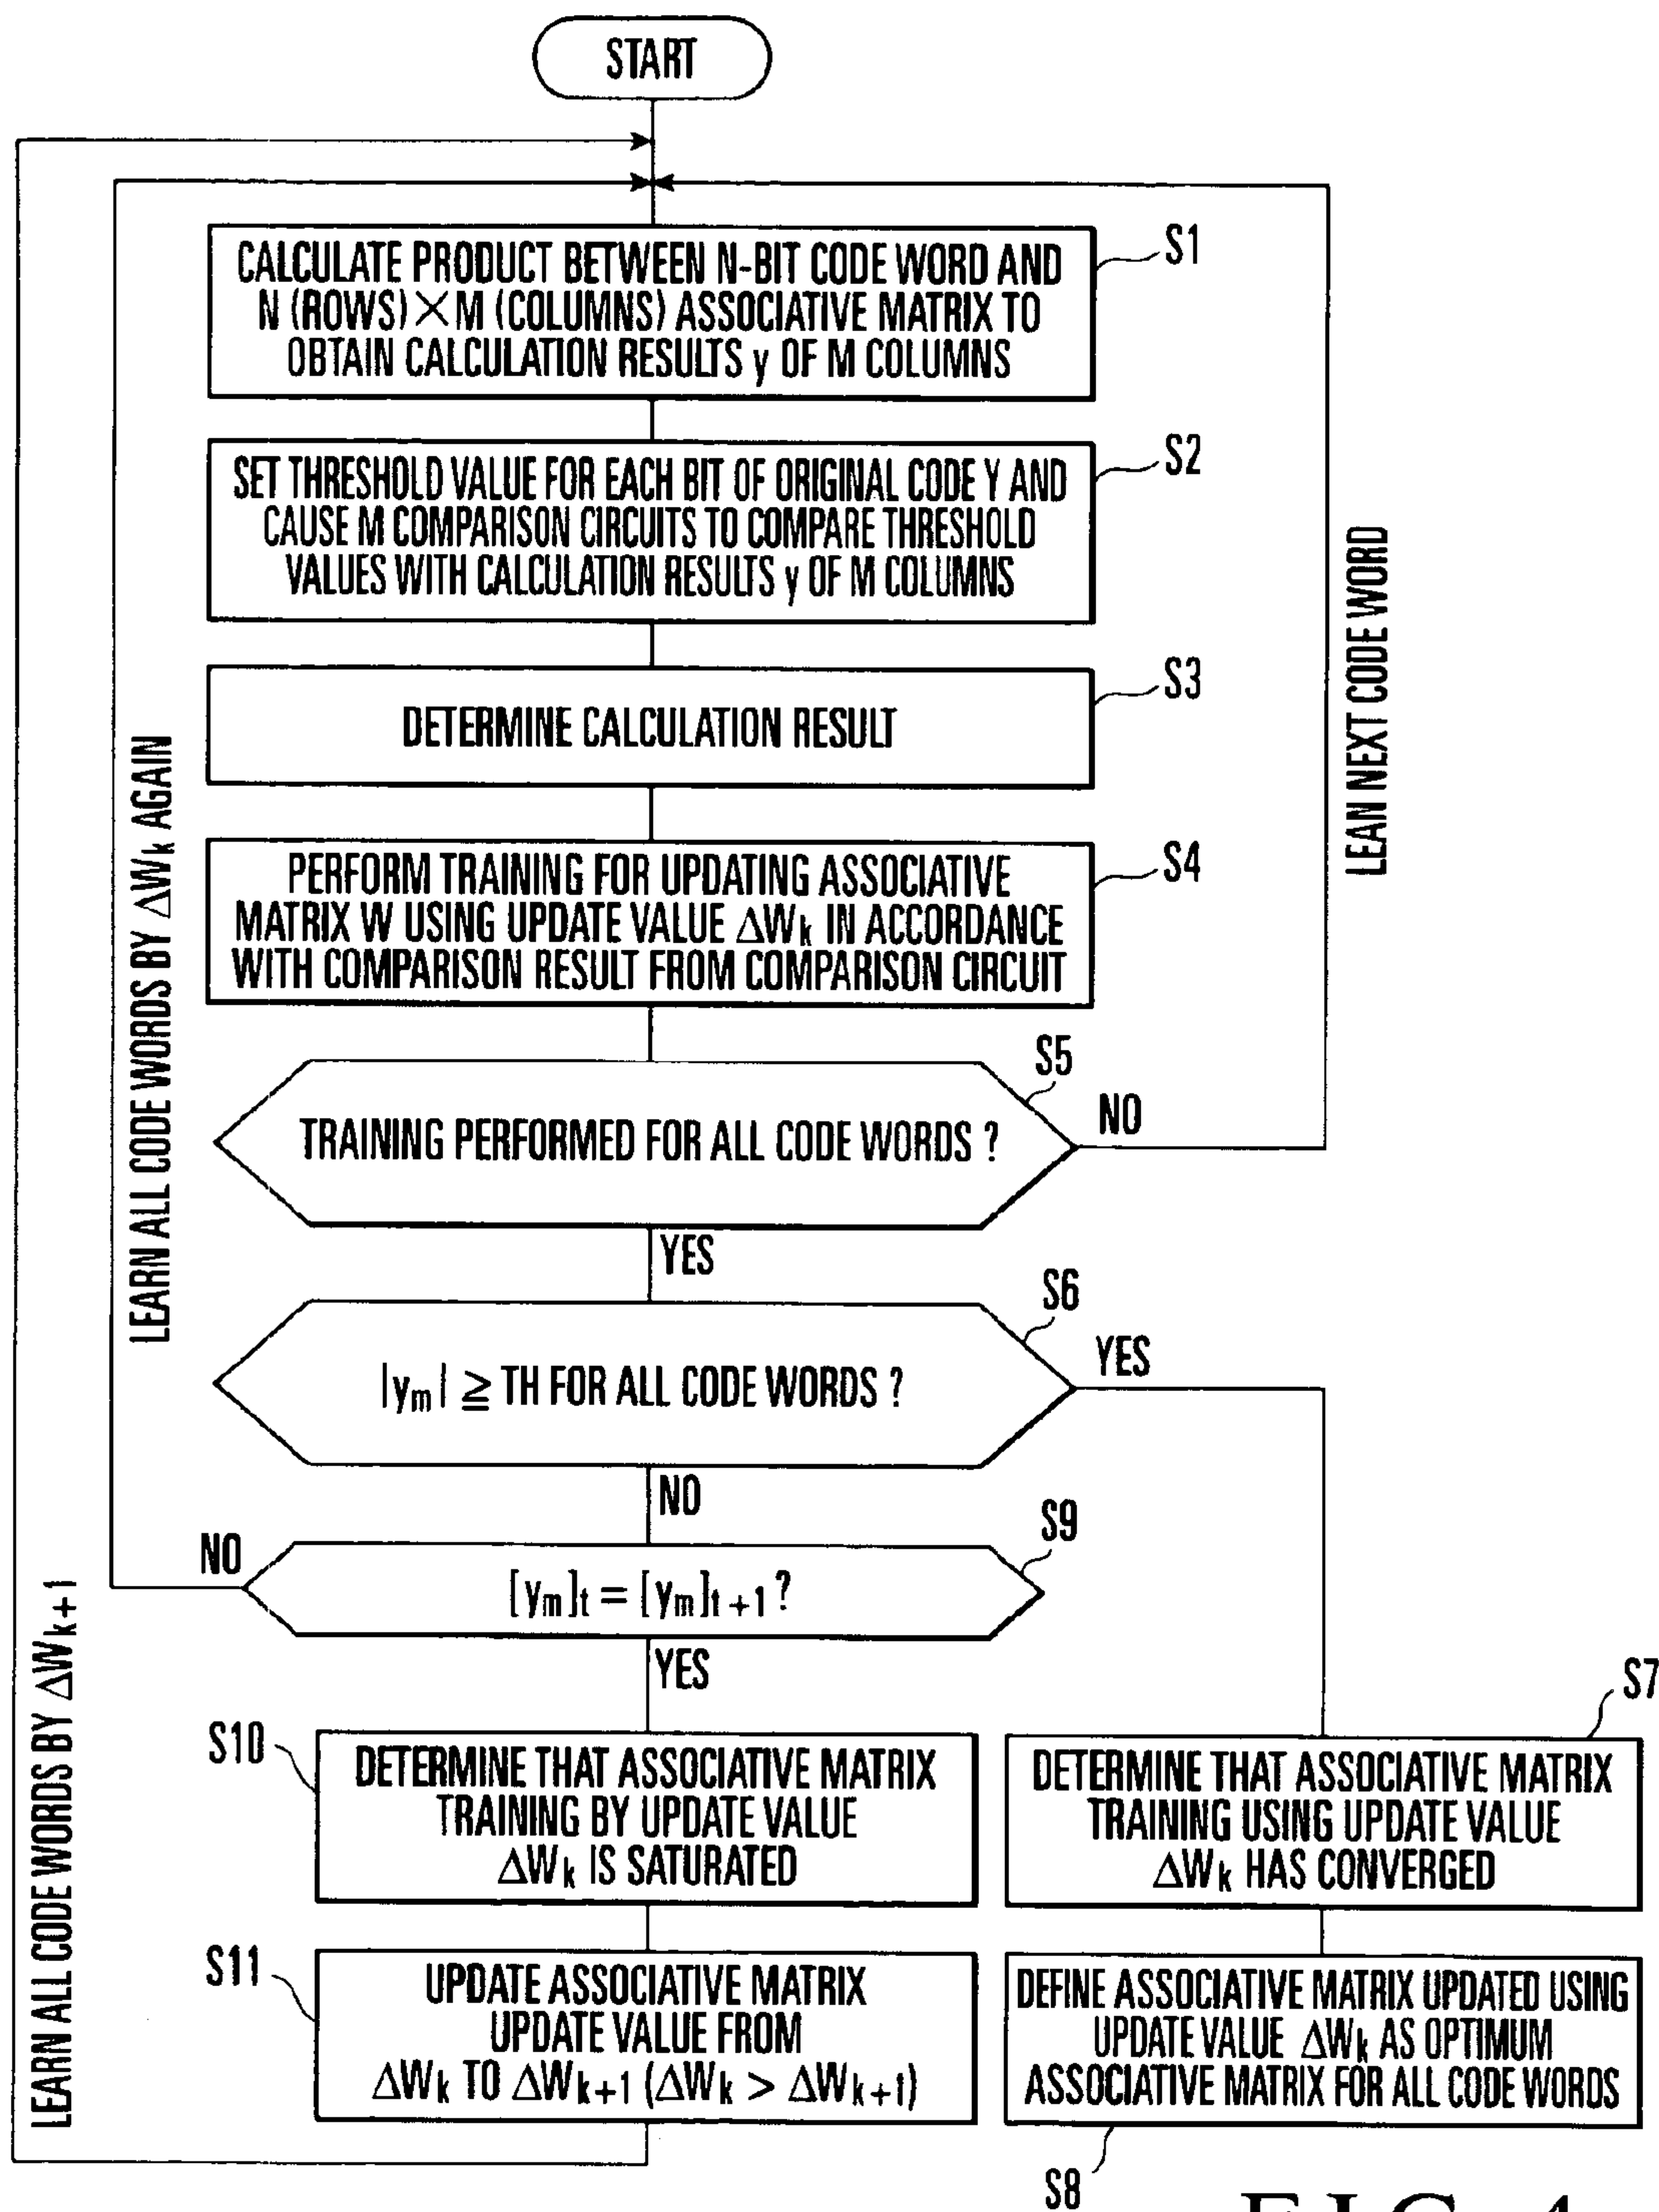 START
CALCULATE PRODUCT BETWEEN N-BIT CODE WORD AND
N (ROWS) × M (COLUMNS) ASSOCIATIVE MATRIX TO
OBTAIN CALCULATION RESULTS y OF M COLUMNS
S1
SET THRESHOLD VALUE FOR EACH BIT OF ORIGINAL CODE Y AND
CAUSE M COMPARISON CIRCUITS TO COMPARE THRESHOLD
VALUES WITH CALCULATION RESULTS y OF M COLUMNS
S2
DETERMINE CALCULATION RESULT
S3
PERFORM TRAINING FOR UPDATING ASSOCIATIVE
MATRIX W USING UPDATE VALUE ΔWk IN ACCORDANCE
WITH COMPARISON RESULT FROM COMPARISON CIRCUIT
S4
TRAINING PERFORMED FOR ALL CODE WORDS ?
S5
NO
LEAN NEXT CODE WORD
YES
|ym| ≧ TH FOR ALL CODE WORDS ?
S6
YES
NO
[ym]t = [ym]t+1 ?
S9
NO
LEARN ALL CODE WORDS BY ΔWk AGAIN
YES
DETERMINE THAT ASSOCIATIVE MATRIX
TRAINING BY UPDATE VALUE
ΔWk IS SATURATED
S10
UPDATE ASSOCIATIVE MATRIX
UPDATE VALUE FROM
ΔWk TO ΔWk+1 (ΔWk > ΔWk+1)
S11
LEARN ALL CODE WORDS BY ΔWk+1
DETERMINE THAT ASSOCIATIVE MATRIX
TRAINING USING UPDATE VALUE
ΔWk HAS CONVERGED
S7
DEFINE ASSOCIATIVE MATRIX UPDATED USING
UPDATE VALUE ΔWk AS OPTIMUM
ASSOCIATIVE MATRIX FOR ALL CODE WORDS
S8